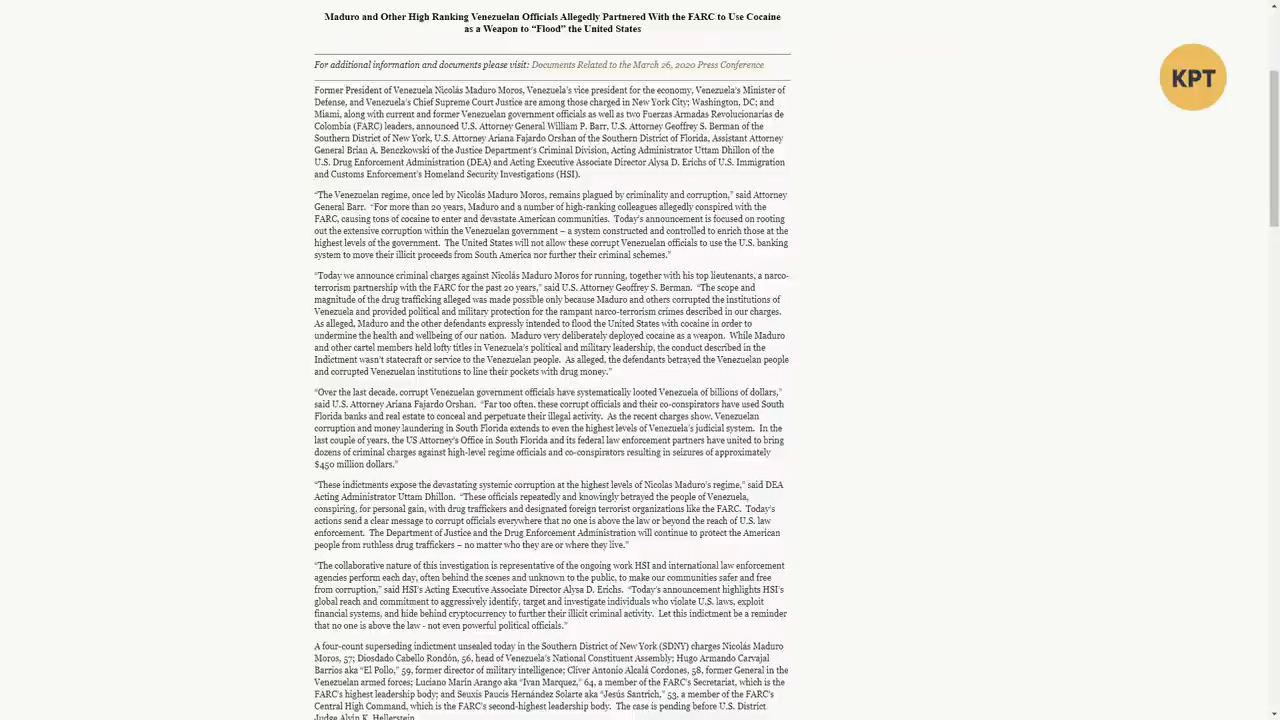 Maduro and Other High Ranking Venezuelan Officials Allegedly Partnered With the FARC to Use Cocaine
as a Weapon to “Flood” the United States
For additional information and documents please visit: Documents Related to the March 26, 2020 Press Conference
KPT
Former President of Venezuela Nicolás Maduro Moros, Venezuela’s vice president for the economy, Venezuela’s Minister of
Defense, and Venezuela’s Chief Supreme Court Justice are among those charged in New York City; Washington, DC; and
Miami, along with current and former Venezuelan government officials as well as two Fuerzas Armadas Revolucionarias de
Colombia (FARC) leaders, announced U.S. Attorney General William P. Barr, U.S. Attorney Geoffrey S. Berman of the
Southern District of New York, U.S. Attorney Ariana Fajardo Orshan of the Southern District of Florida, Assistant Attorney
General Brian A. Benczkowski of the Justice Department’s Criminal Division, Acting Administrator Uttam Dhillon of the
U.S. Drug Enforcement Administration (DEA) and Acting Executive Associate Director Alysa D. Erichs of U.S. Immigration
and Customs Enforcement’s Homeland Security Investigations (HSI).
“The Venezuelan regime, once led by Nicolás Maduro Moros, remains plagued by criminality and corruption,” said Attorney
General Barr.  “For more than 20 years, Maduro and a number of high-ranking colleagues allegedly conspired with the
FARC, causing tons of cocaine to enter and devastate American communities.  Today’s announcement is focused on rooting
out the extensive corruption within the Venezuelan government – a system constructed and controlled to enrich those at the
highest levels of the government.  The United States will not allow these corrupt Venezuelan officials to use the U.S. banking
system to move their illicit proceeds from South America nor further their criminal schemes.”
“Today we announce criminal charges against Nicolás Maduro Moros for running, together with his top lieutenants, a narco-
terrorism partnership with the FARC for the past 20 years,” said U.S. Attorney Geoffrey S. Berman.  “The scope and
magnitude of the drug trafficking alleged was made possible only because Maduro and others corrupted the institutions of
Venezuela and provided political and military protection for the rampant narco-terrorism crimes described in our charges.
As alleged, Maduro and the other defendants expressly intended to flood the United States with cocaine in order to
undermine the health and wellbeing of our nation.  Maduro very deliberately deployed cocaine as a weapon.  While Maduro
and other cartel members held lofty titles in Venezuela’s political and military leadership, the conduct described in the
Indictment wasn’t statecraft or service to the Venezuelan people.  As alleged, the defendants betrayed the Venezuelan people
and corrupted Venezuelan institutions to line their pockets with drug money.”
“Over the last decade, corrupt Venezuelan government officials have systematically looted Venezuela of billions of dollars,”
said U.S. Attorney Ariana Fajardo Orshan.  “Far too often, these corrupt officials and their co-conspirators have used South
Florida banks and real estate to conceal and perpetuate their illegal activity.  As the recent charges show, Venezuelan
corruption and money laundering in South Florida extends to even the highest levels of Venezuela’s judicial system.  In the
last couple of years, the US Attorney’s Office in South Florida and its federal law enforcement partners have united to bring
dozens of criminal charges against high-level regime officials and co-conspirators resulting in seizures of approximately
$450 million dollars.”
“These indictments expose the devastating systemic corruption at the highest levels of Nicolas Maduro’s regime,” said DEA
Acting Administrator Uttam Dhillon.  “These officials repeatedly and knowingly betrayed the people of Venezuela,
conspiring, for personal gain, with drug traffickers and designated foreign terrorist organizations like the FARC.  Today’s
actions send a clear message to corrupt officials everywhere that no one is above the law or beyond the reach of U.S. law
enforcement.  The Department of Justice and the Drug Enforcement Administration will continue to protect the American
people from ruthless drug traffickers – no matter who they are or where they live.”
“The collaborative nature of this investigation is representative of the ongoing work HSI and international law enforcement
agencies perform each day, often behind the scenes and unknown to the public, to make our communities safer and free
from corruption,” said HSI’s Acting Executive Associate Director Alysa D. Erichs.  “Today’s announcement highlights HSI’s
global reach and commitment to aggressively identify, target and investigate individuals who violate U.S. laws, exploit
financial systems, and hide behind cryptocurrency to further their illicit criminal activity.  Let this indictment be a reminder
that no one is above the law - not even powerful political officials.”
A four-count superseding indictment unsealed today in the Southern District of New York (SDNY) charges Nicolás Maduro
Moros, 57; Diosdado Cabello Rondón, 56, head of Venezuela’s National Constituent Assembly; Hugo Armando Carvajal
Barrios aka “El Pollo,” 59, former director of military intelligence; Clíver Antonio Alcalá Cordones, 58, former General in the
Venezuelan armed forces; Luciano Marín Arango aka “Ivan Marquez,” 64, a member of the FARC’s Secretariat, which is the
FARC’s highest leadership body; and Seuxis Paucis Hernández Solarte aka “Jesús Santrich,” 53, a member of the FARC’s
Central High Command, which is the FARC’s second-highest leadership body.  The case is pending before U.S. District
Judge Alvin K. Hellerstein.